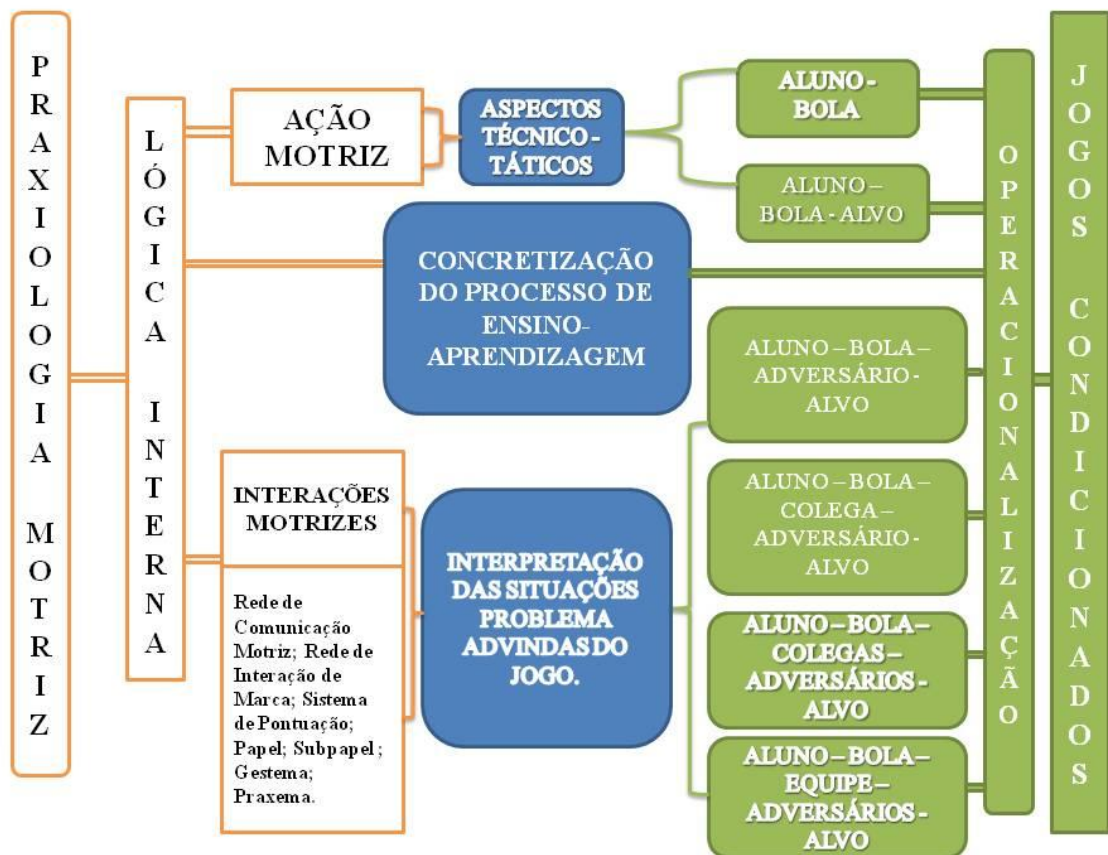 PRAXIOLOGIA MOTRIZ
LÓGICA INTERNA
AÇÃO
MOTRIZ
ASPECTOS
TÉCNICO -
TÁTICOS
ALUNO -
BOLA
ALUNO –
BOLA - ALVO
CONCRETIZAÇÃO
DO PROCESSO DE
ENSINO-
APRENDIZAGEM
INTERAÇÕES
MOTRIZES
Rede de
Comunicação
Motriz; Rede de
Interação de
Marca; Sistema
de Pontuação;
Papel; Subpapel ;
Gestema;
Praxema.
INTERPRETAÇÃO
DAS SITUAÇÕES
PROBLEMA
ADVINDAS DO
JOGO.
ALUNO – BOLA –
ADVERSÁRIO -
ALVO
ALUNO – BOLA –
COLEGA –
ADVERSÁRIO -
ALVO
ALUNO – BOLA –
COLEGAS –
ADVERSÁRIOS -
ALVO
ALUNO – BOLA –
EQUIPE –
ADVERSÁRIOS -
ALVO
OPERACIONALIZAÇÃO
JOGOS CONDICIONADOS